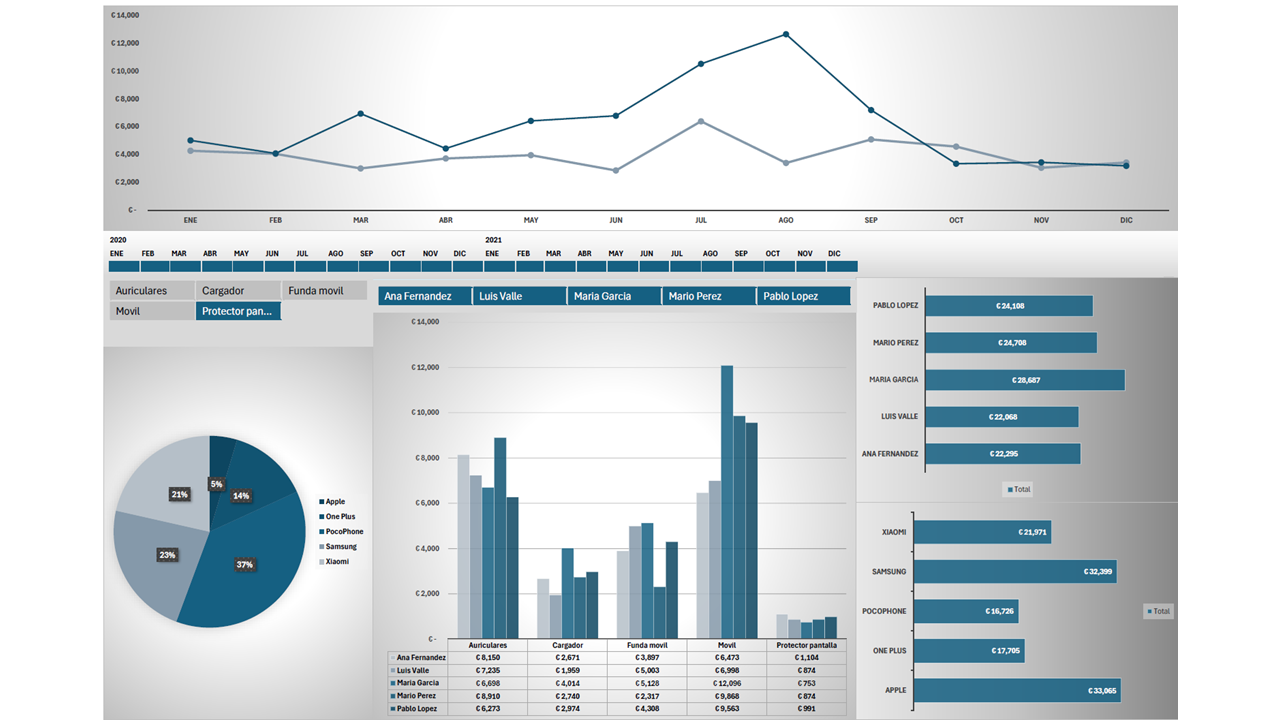 € 14,000
€ 12,000
€ 10,000
€ 8,000
€ 6,000
€ 4,000
€ 2,000
€ -
ENE FEB MAR ABR MAY JUN JUL AGO SEP OCT NOV DIC
2020 2021
ENE FEB MAR ABR MAY JUN JUL AGO SEP OCT NOV DIC ENE FEB MAR ABR MAY JUN JUL AGO SEP OCT NOV DIC
Auriculares Cargador Funda movil
Movil Protector pan...
5%
14%
21%
23%
37%
Apple
One Plus
PocoPhone
Samsung
Xiaomi
Ana Fernandez Luis Valle Maria Garcia Mario Perez Pablo Lopez
€ 14,000
€ 12,000
€ 10,000
€ 8,000
€ 6,000
€ 4,000
€ 2,000
€ -
Auriculares Cargador Funda movil Movil Protector pantalla
Ana Fernandez € 8,150 € 2,671 € 3,897 € 6,473 € 1,104
Luis Valle € 7,235 € 1,959 € 5,003 € 6,998 € 874
Maria Garcia € 6,698 € 4,014 € 5,128 € 12,096 € 753
Mario Perez € 8,910 € 2,740 € 2,317 € 9,868 € 874
Pablo Lopez € 6,273 € 2,974 € 4,308 € 9,563 € 991
PABLO LOPEZ € 24,108
MARIO PEREZ € 24,708
MARIA GARCIA € 28,687
LUIS VALLE € 22,068
ANA FERNANDEZ € 22,295
Total
XIAOMI € 21,971
SAMSUNG € 32,399
POCOPHONE € 16,726
ONE PLUS € 17,705
APPLE € 33,065
Total